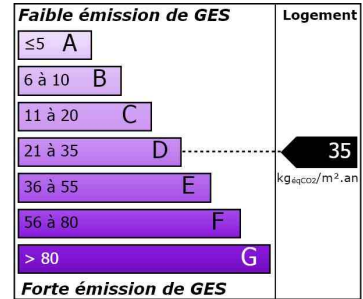 Faible émission de GES
Logement
≤5 A
6 à 10 B
11 à 20 C
21 à 35 D
35
kgéqCO2/m².an
36 à 55 E
56 à 80 F
> 80 G
Forte émission de GES